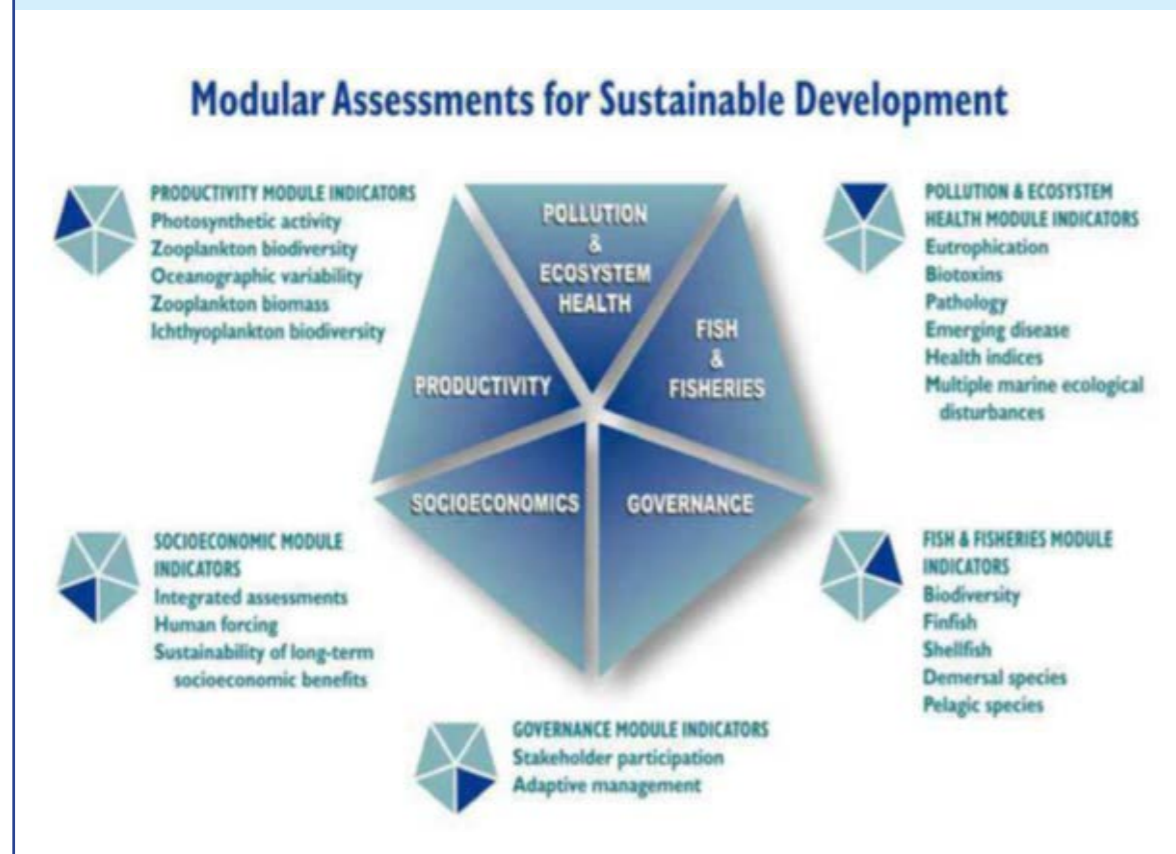 Modular Assessments for Sustainable Development
PRODUCTIVITY MODULE INDICATORS
Photosynthetic activity
Zooplankton biodiversity
Oceanographic variability
Zooplankton biomass
Ichthyoplankton biodiversity
POLLUTION
&
ECOSYSTEM
HEALTH
FISH
&
FISHERIES
PRODUCTIVITY
SOCIOECONOMICS
GOVERNANCE
POLLUTION & ECOSYSTEM
HEALTH MODULE INDICATORS
Eutrophication
Biotoxins
Pathology
Emerging disease
Health indices
Multiple marine ecological
disturbances
SOCIOECONOMIC MODULE
INDICATORS
Integrated assessments
Human forcing
Sustainability of long-term
socioeconomic benefits
FISH & FISHERIES MODULE
INDICATORS
Biodiversity
Finfish
Shellfish
Demersal species
Pelagic species
GOVERNANCE MODULE INDICATORS
Stakeholder participation
Adaptive management